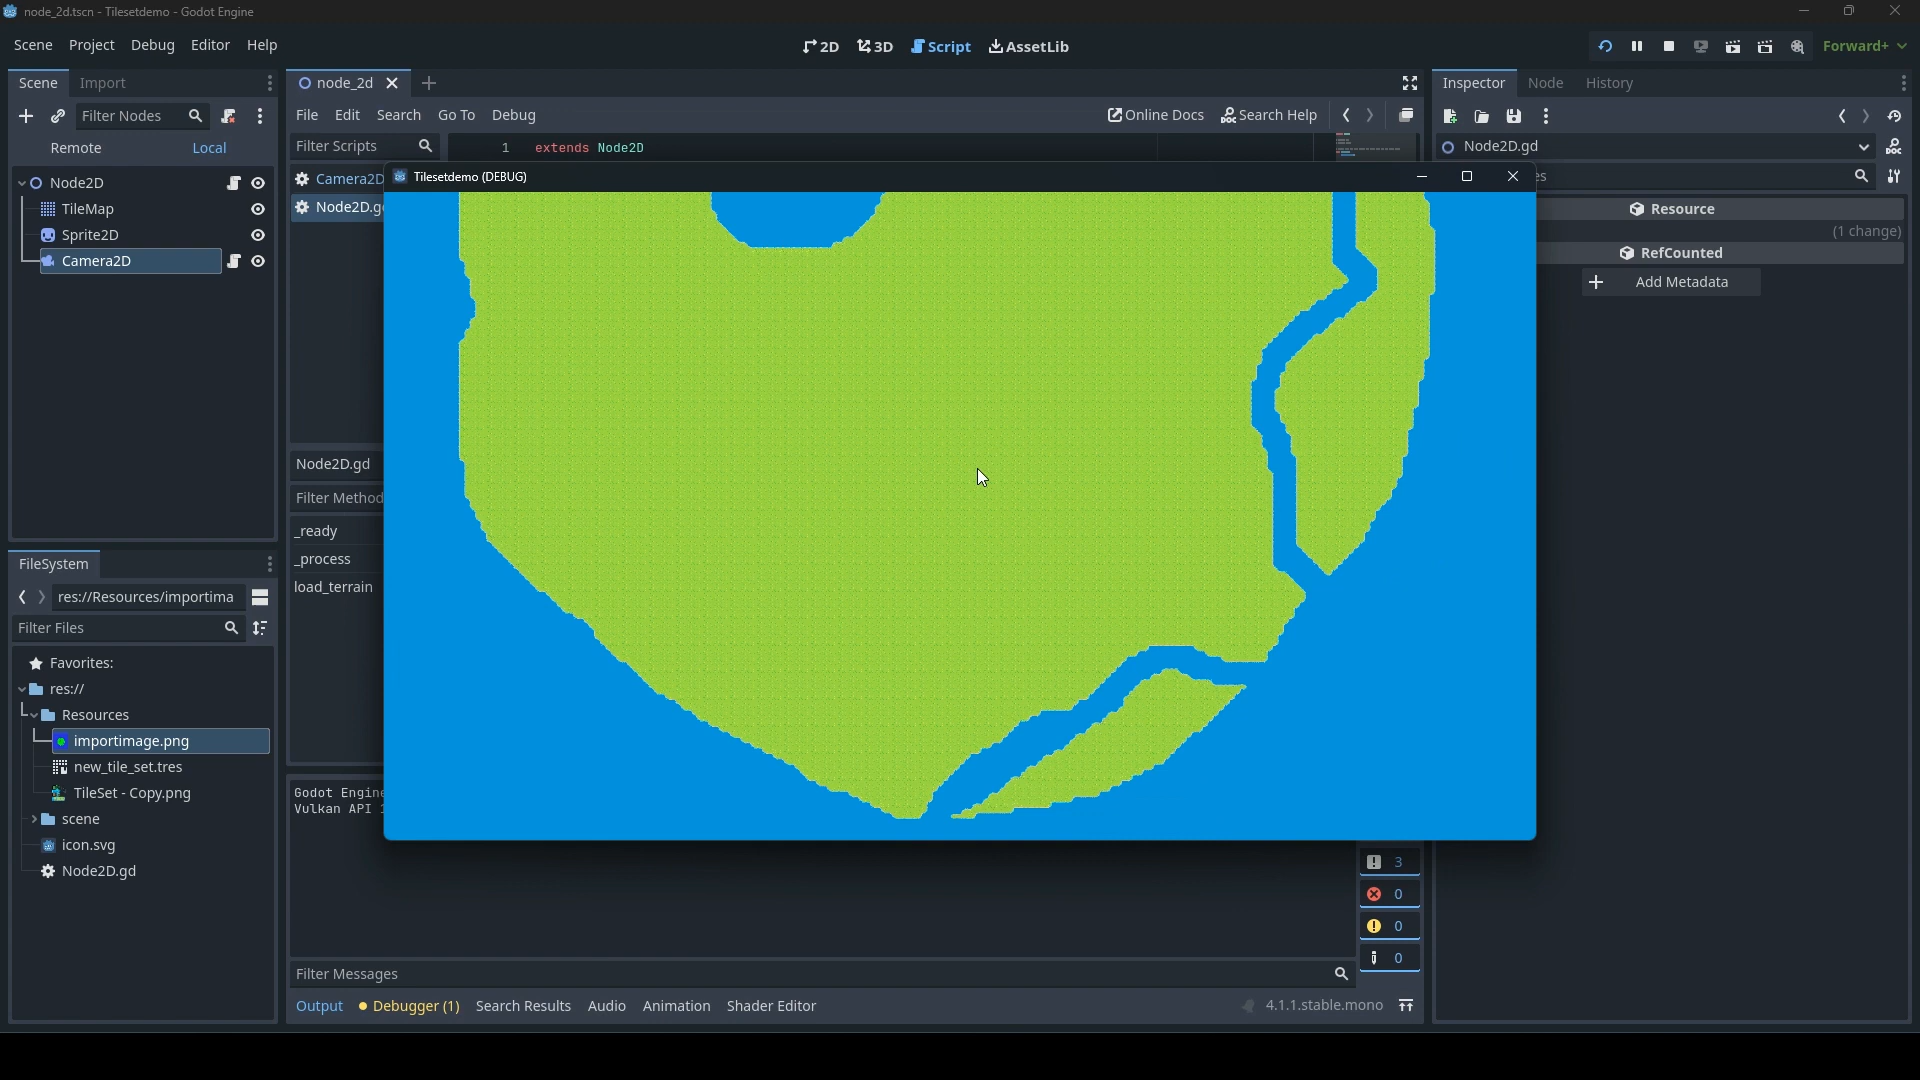 node_2d.tscn - Tilesetdemo - Godot Engine
Scene Project Debug Editor Help
2D 3D Script AssetLib
Forward+
Scene Import
node_2d
Inspector Node History
Filter Nodes
File Edit Search Go To Debug
Online Docs Search Help
Remote Local
Filter Scripts
1 extends Node2D
Node2D.gd
Node2D
TileMap
Sprite2D
Camera2D
Camera2D
Node2D.g
Tilesetdemo (DEBUG)
es
Resource
(1 change)
RefCounted
Add Metadata
Node2D.gd
Filter Method
_ready
_process
load_terrain
FileSystem
res://Resources/importima
Filter Files
Favorites:
res://
Resources
importimage.png
new_tile_set.tres
TileSet - Copy.png
scene
icon.svg
Node2D.gd
Godot Engine
Vulkan API 1
3
0
0
0
Filter Messages
Output Debugger (1) Search Results Audio Animation Shader Editor
4.1.1.stable.mono